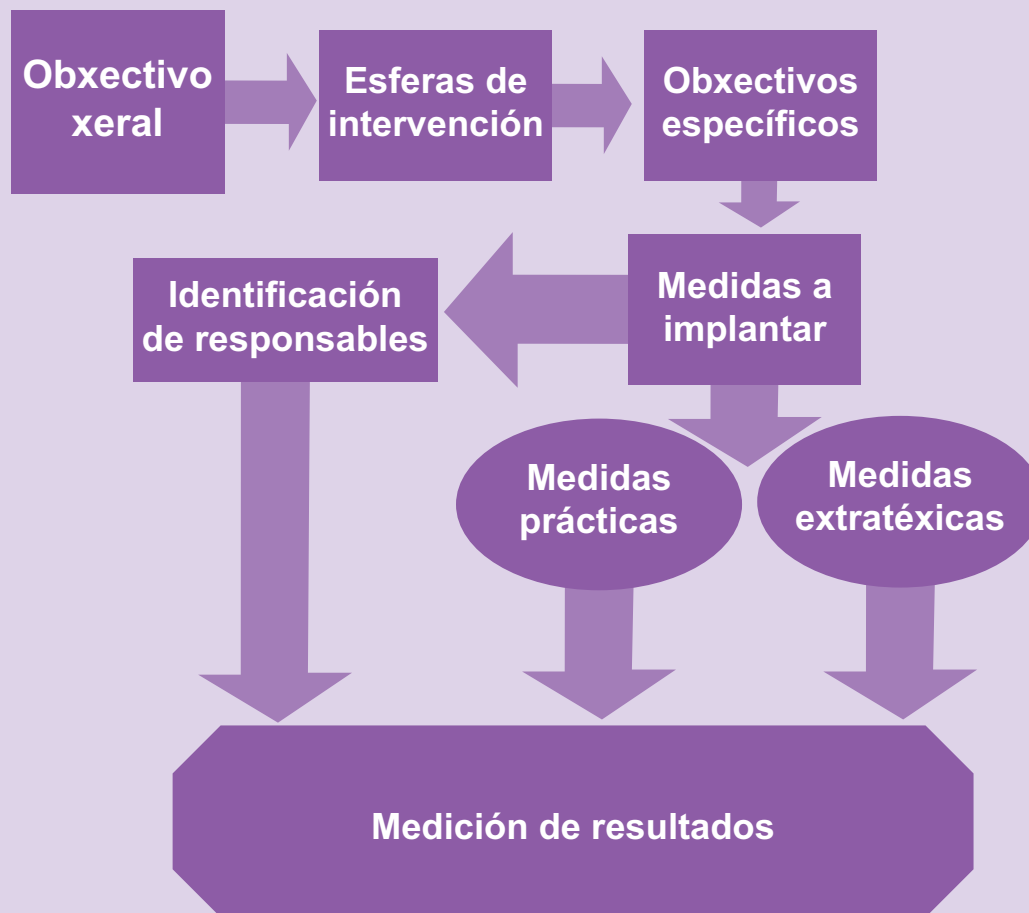 Obxectivo
xeral
Esferas de
intervención
Obxectivos
específicos
Medidas a
implantar
Identificación
de responsables
Medidas
prácticas
Medidas
extratéxicas
Medición de resultados